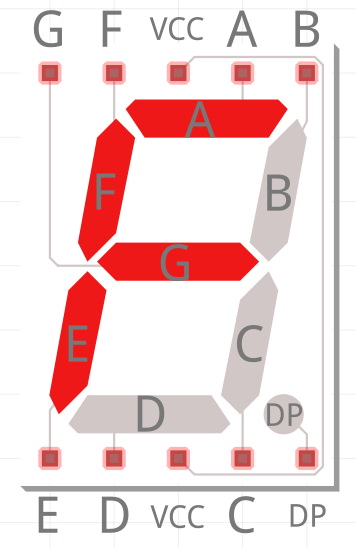 G F VCC A B
A
F B
G
E C
D DP
E D VCC C DP